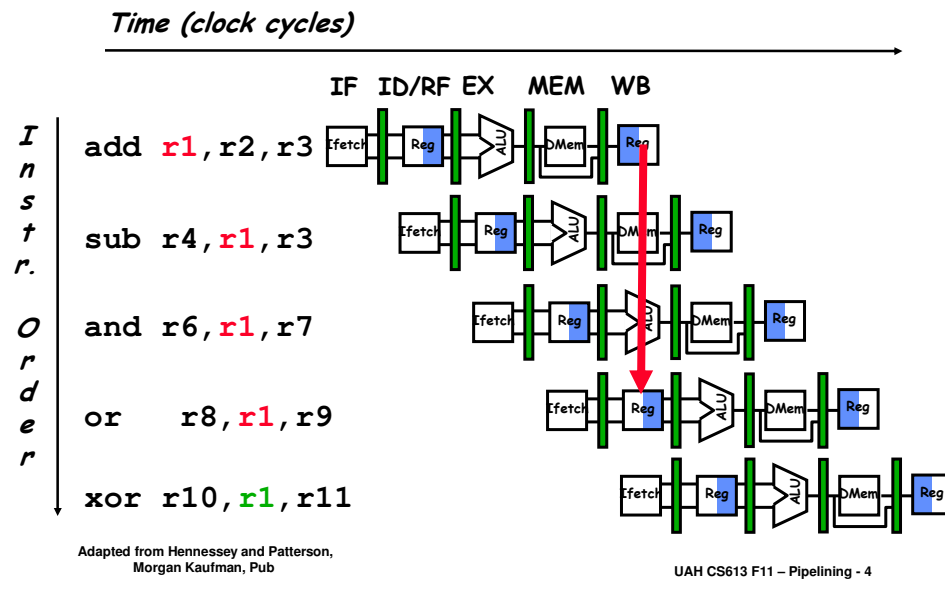 Time (clock cycles)
IF ID/RF EX MEM WB
Instr. Order
add r1,r2,r3 Ifetch Reg ALU DMem Reg
sub r4,r1,r3 Ifetch Reg ALU DMem Reg
and r6,r1,r7 Ifetch Reg ALU DMem Reg
or r8,r1,r9 Ifetch Reg ALU DMem Reg
xor r10,r1,r11 Ifetch Reg ALU DMem Reg
Adapted from Hennessey and Patterson,
Morgan Kaufman, Pub
UAH CS613 F11 – Pipelining - 4